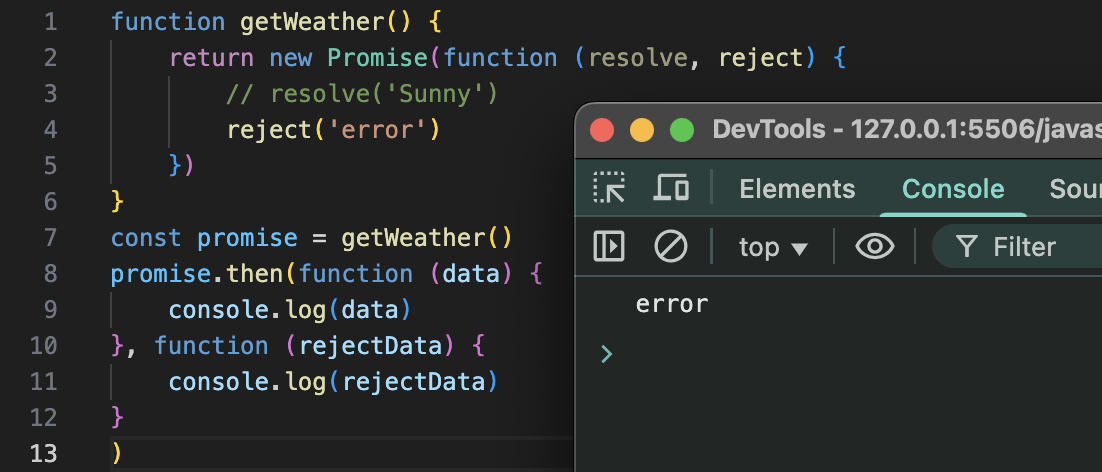 1 function getWeather() {
2 return new Promise(function (resolve, reject) {
3 // resolve('Sunny')
4 reject('error')
5 })
6 }
7 const promise = getWeather()
8 promise.then(function (data) {
9 console.log(data)
10 }, function (rejectData) {
11 console.log(rejectData)
12 }
13 )
DevTools - 127.0.0.1:5506/javas
Elements Console Sou
top Filter
error